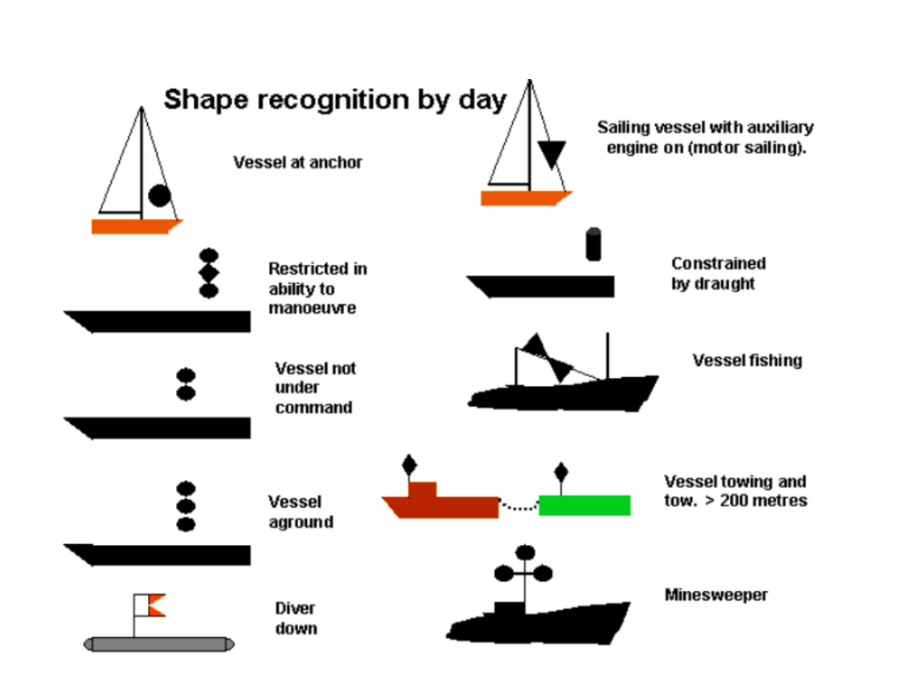 Shape recognition by day
Vessel at anchor
Restricted in
ability to
manoeuvre
Vessel not
under
command
Vessel
aground
Diver
down
Sailing vessel with auxiliary
engine on (motor sailing).
Constrained
by draught
Vessel fishing
Vessel towing and
tow. > 200 metres
Minesweeper